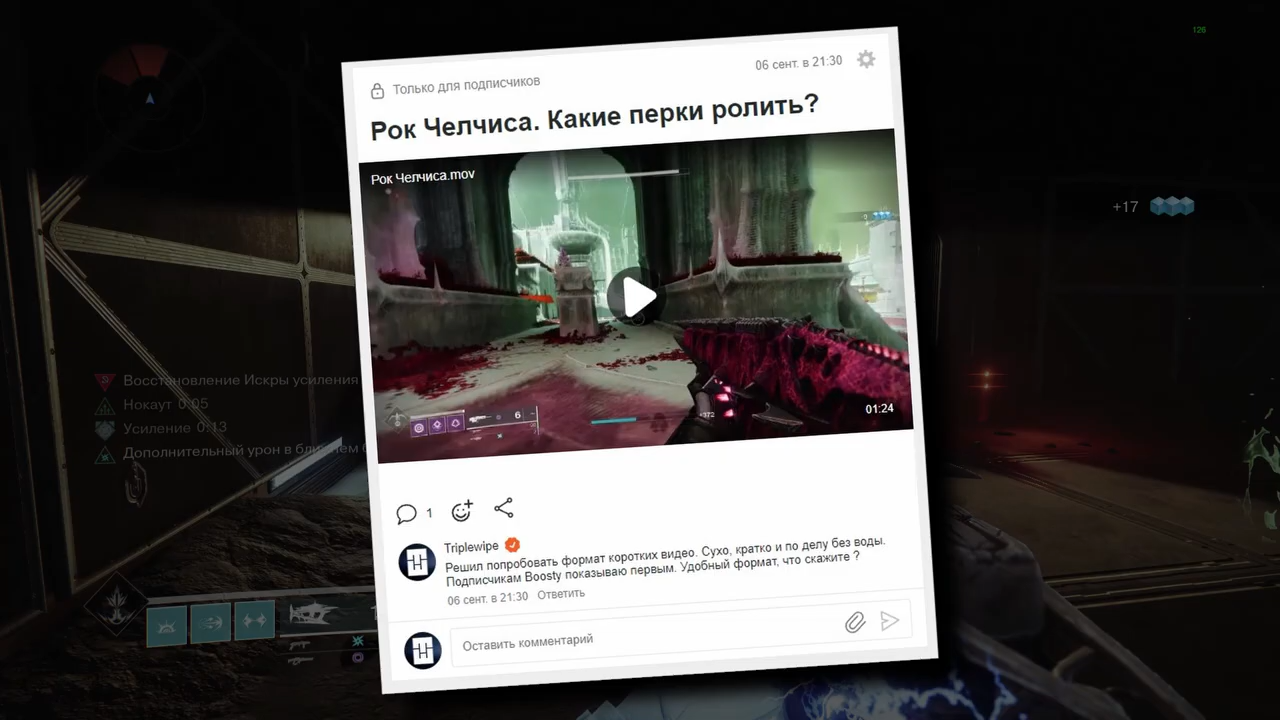 126
Только для подписчиков
06 сент. в 21:30
Рок Челчиса. Какие перки ролить?
Рок Челчиса.mov
+17
6
+372
01:24
Восстановление Искры усиления
Нокаут 0:05
Усиление 0:13
Дополнительный урон в ближнем
1
Triplewipe
Решил попробовать формат коротких видео. Сухо, кратко и по делу без воды.
Подписчикам Boosty показываю первым. Удобный формат, что скажите ?
06 сент. в 21:30 Ответить
Оставить комментарий